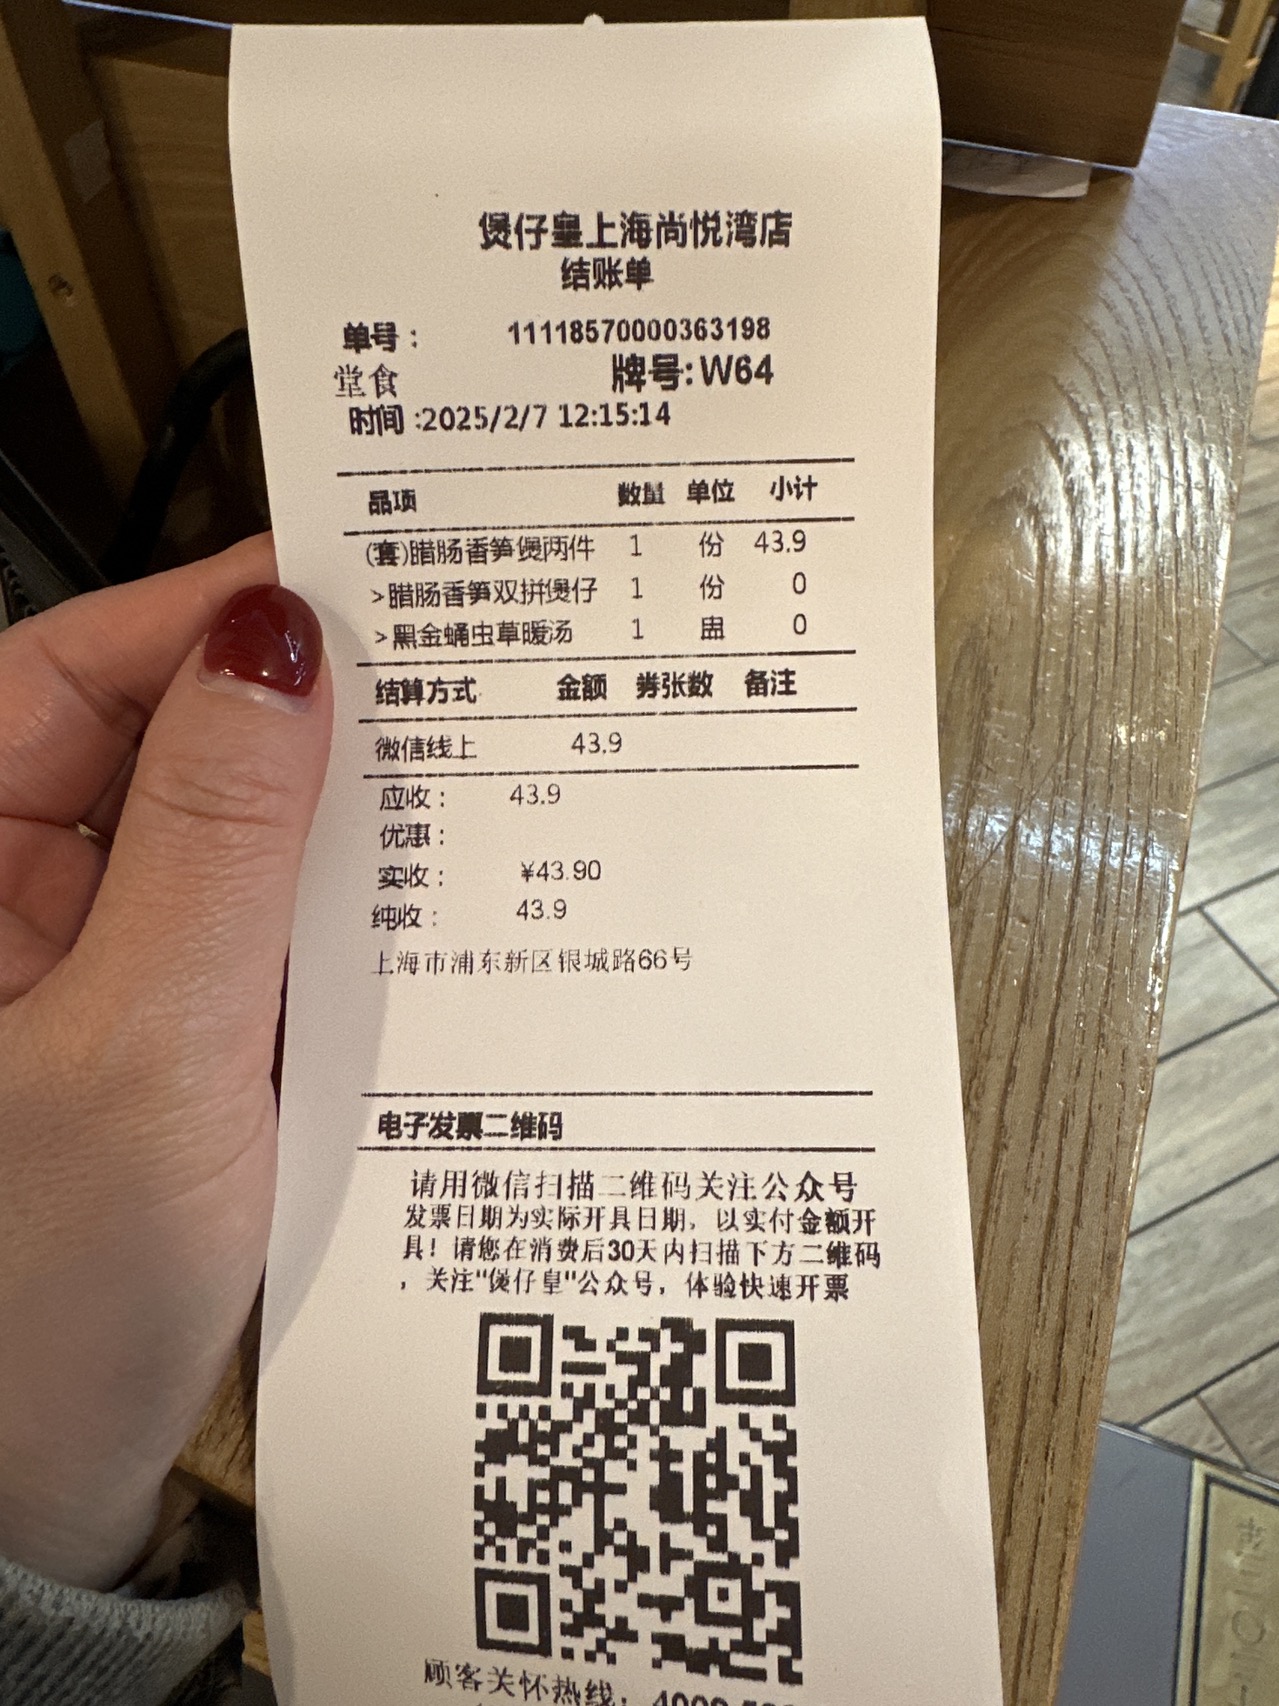 煲仔皇上海尚悦湾店
结账单
单号： 11118570000363198
堂食 牌号:W64
时间:2025/2/7 12:15:14
品项 数量 单位 小计
(套)腊肠香笋煲两件 1 份 43.9
>腊肠香笋双拼煲仔 1 份 0
>黑金蛹虫草暖汤 1 盅 0
结算方式 金额 券张数 备注
微信线上 43.9
应收： 43.9
优惠：
实收： ¥43.90
纯收： 43.9
上海市浦东新区银城路66号
电子发票二维码
请用微信扫描二维码关注公众号
发票日期为实际开具日期，以实付金额开
具！请您在消费后30天内扫描下方二维码
，关注"煲仔皇"公众号，体验快速开票
顾客关怀热线：